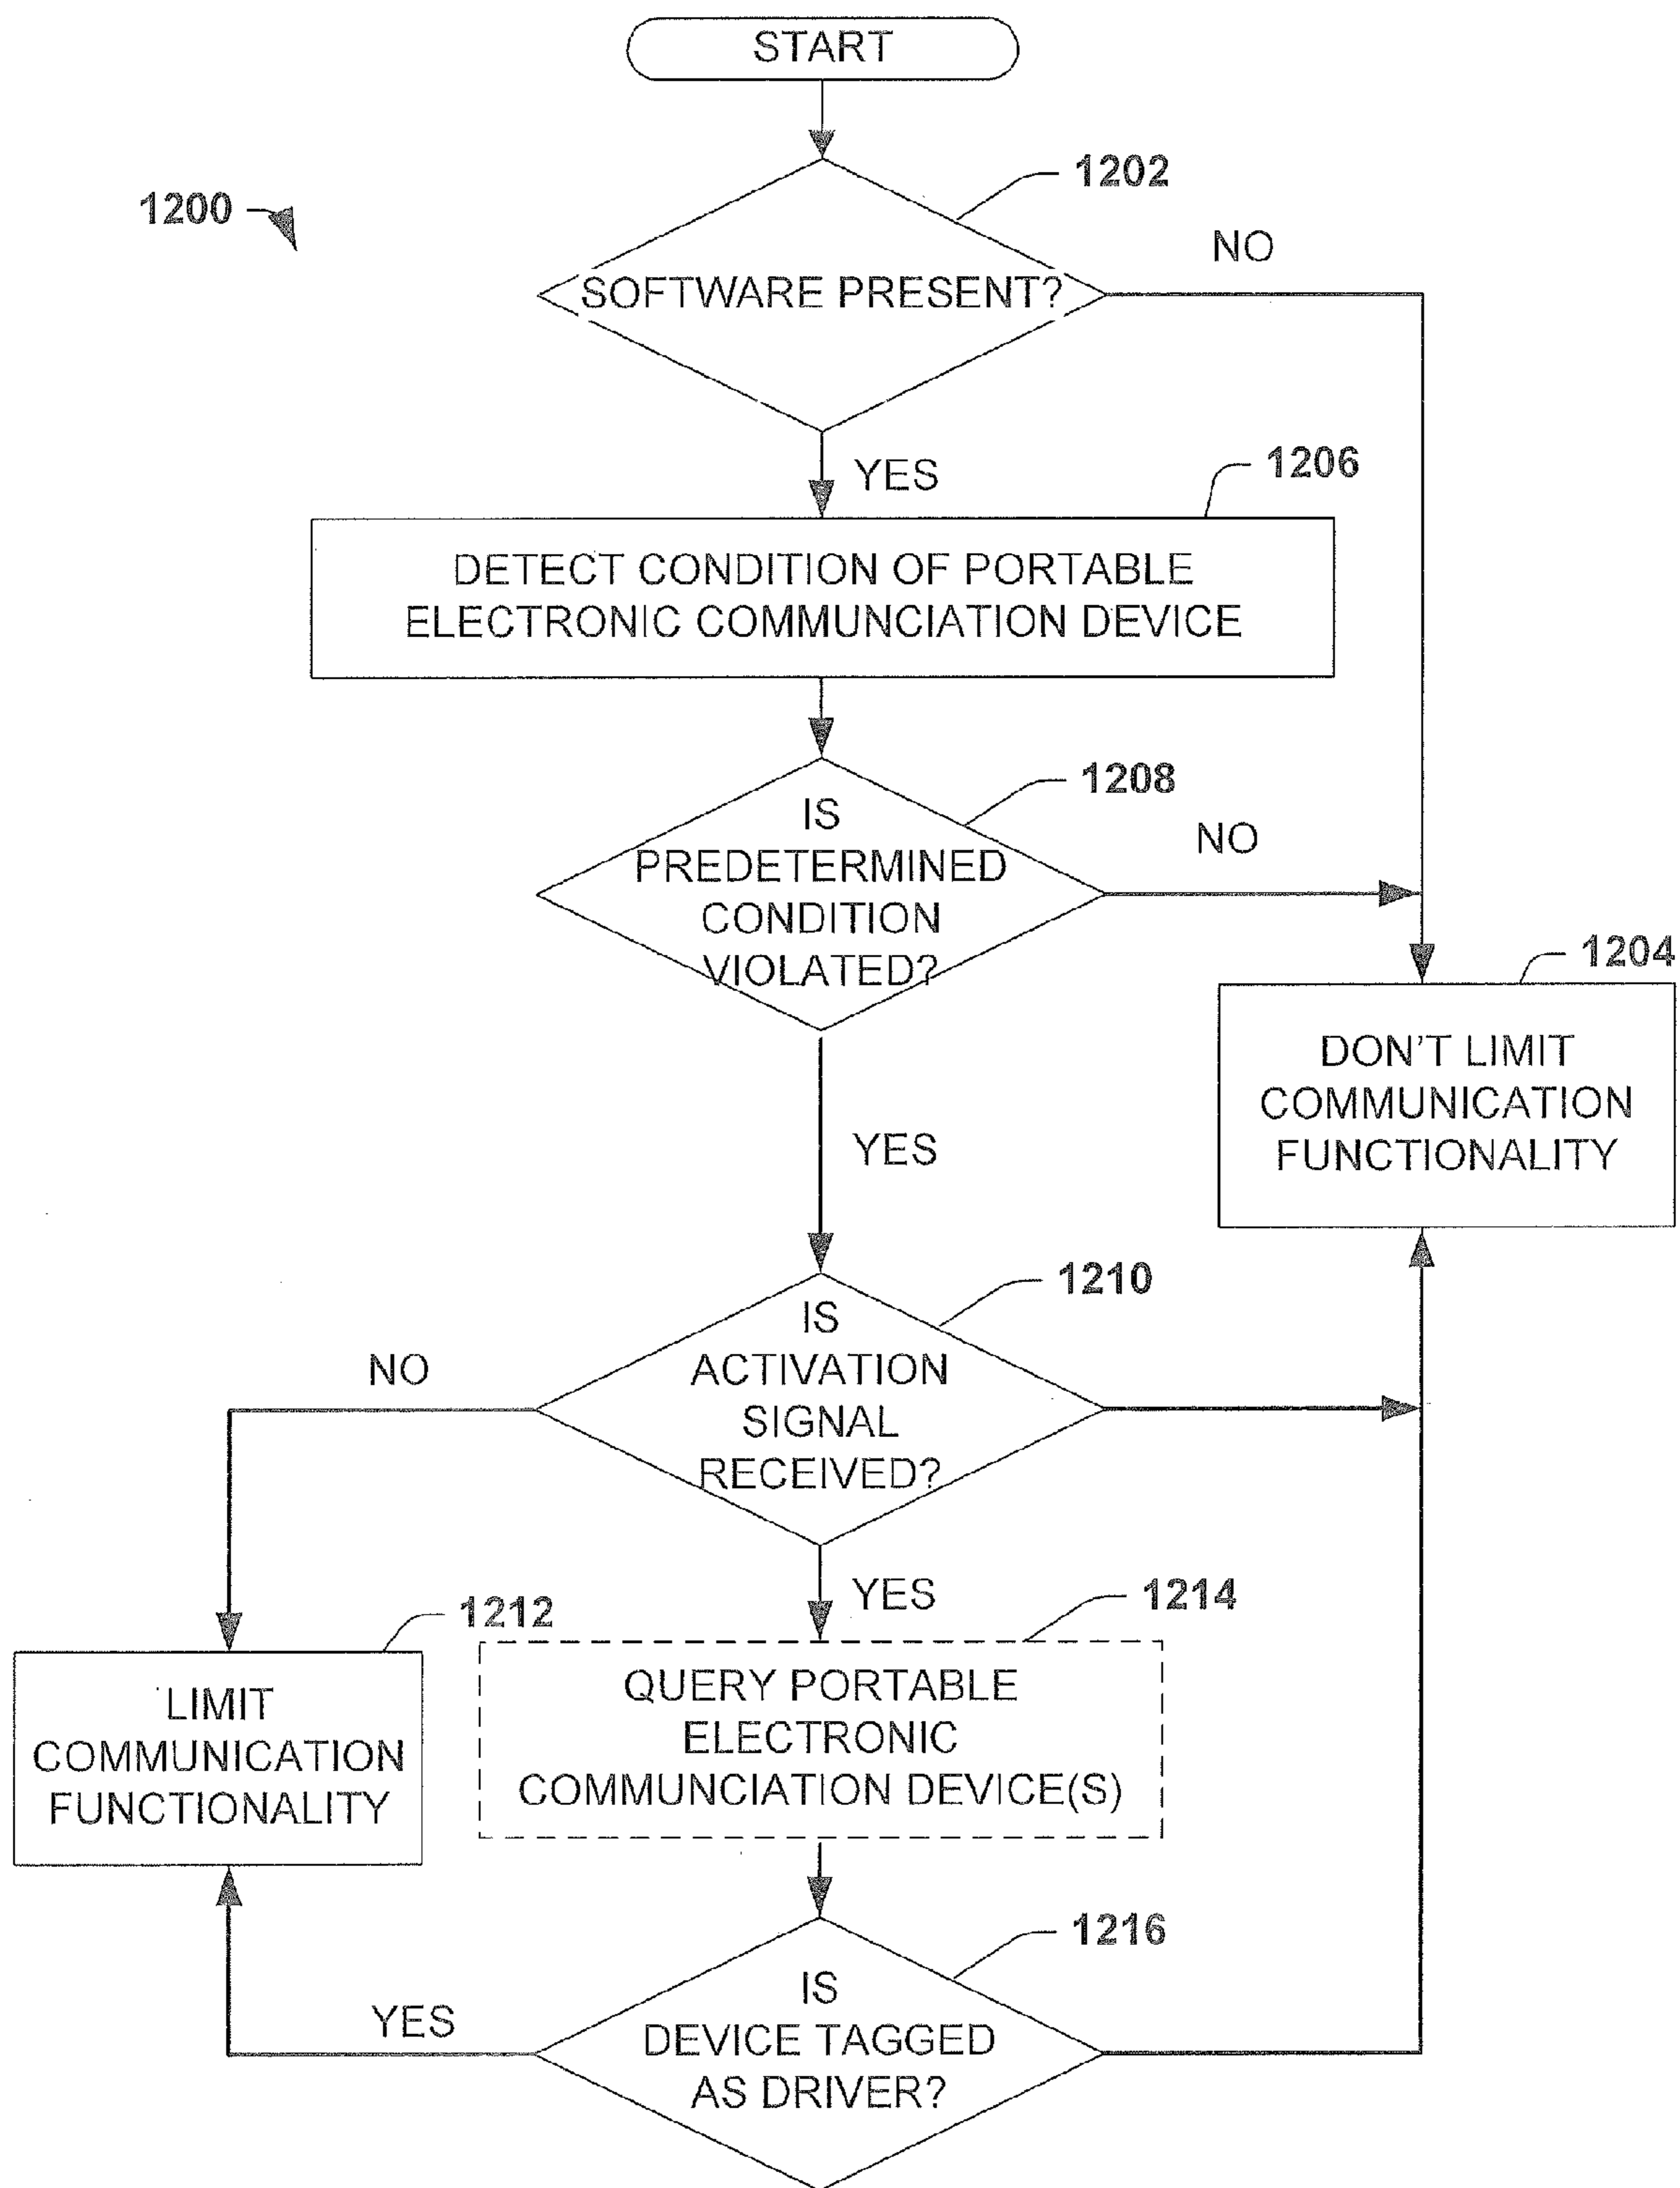 START
1202
1200
NO
SOFTWARE PRESENT?
YES
1206
DETECT CONDITION OF PORTABLE
ELECTRONIC COMMUNCIATION DEVICE
1208
IS
PREDETERMINED
CONDITION
VIOLATED?
NO
1204
DON'T LIMIT
COMMUNICATION
FUNCTIONALITY
YES
1210
IS
ACTIVATION
SIGNAL
RECEIVED?
NO
YES
1212
LIMIT
COMMUNICATION
FUNCTIONALITY
1214
QUERY PORTABLE
ELECTRONIC
COMMUNCIATION DEVICE(S)
1216
IS
DEVICE TAGGED
AS DRIVER?
YES